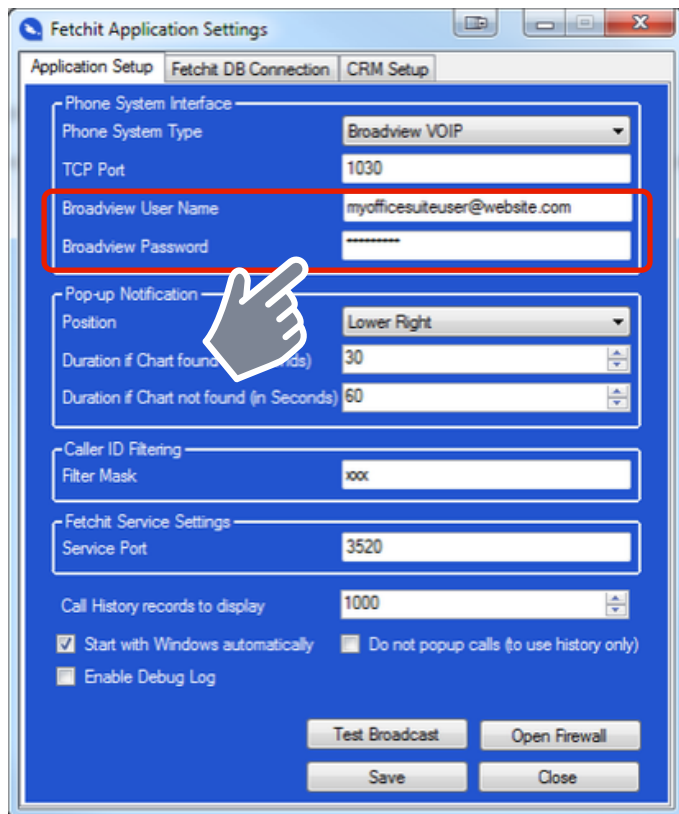 Fetchit Application Settings
Application Setup
Fetchit DB Connection
CRM Setup
Phone System Interface
Phone System Type
Broadview VOIP
TCP Port
1030
Broadview User Name
myofficesuiteuser@website.com
Broadview Password
**********
Pop-up Notification
Position
Lower Right
Duration if Chart found nds)
30
Duration if Chart not found (in Seconds)
60
Caller ID Filtering
Filter Mask
xxx
Fetchit Service Settings
Service Port
3520
Call History records to display
1000
Start with Windows automatically
Do not popup calls (to use history only)
Enable Debug Log
Test Broadcast
Open Firewall
Save
Close